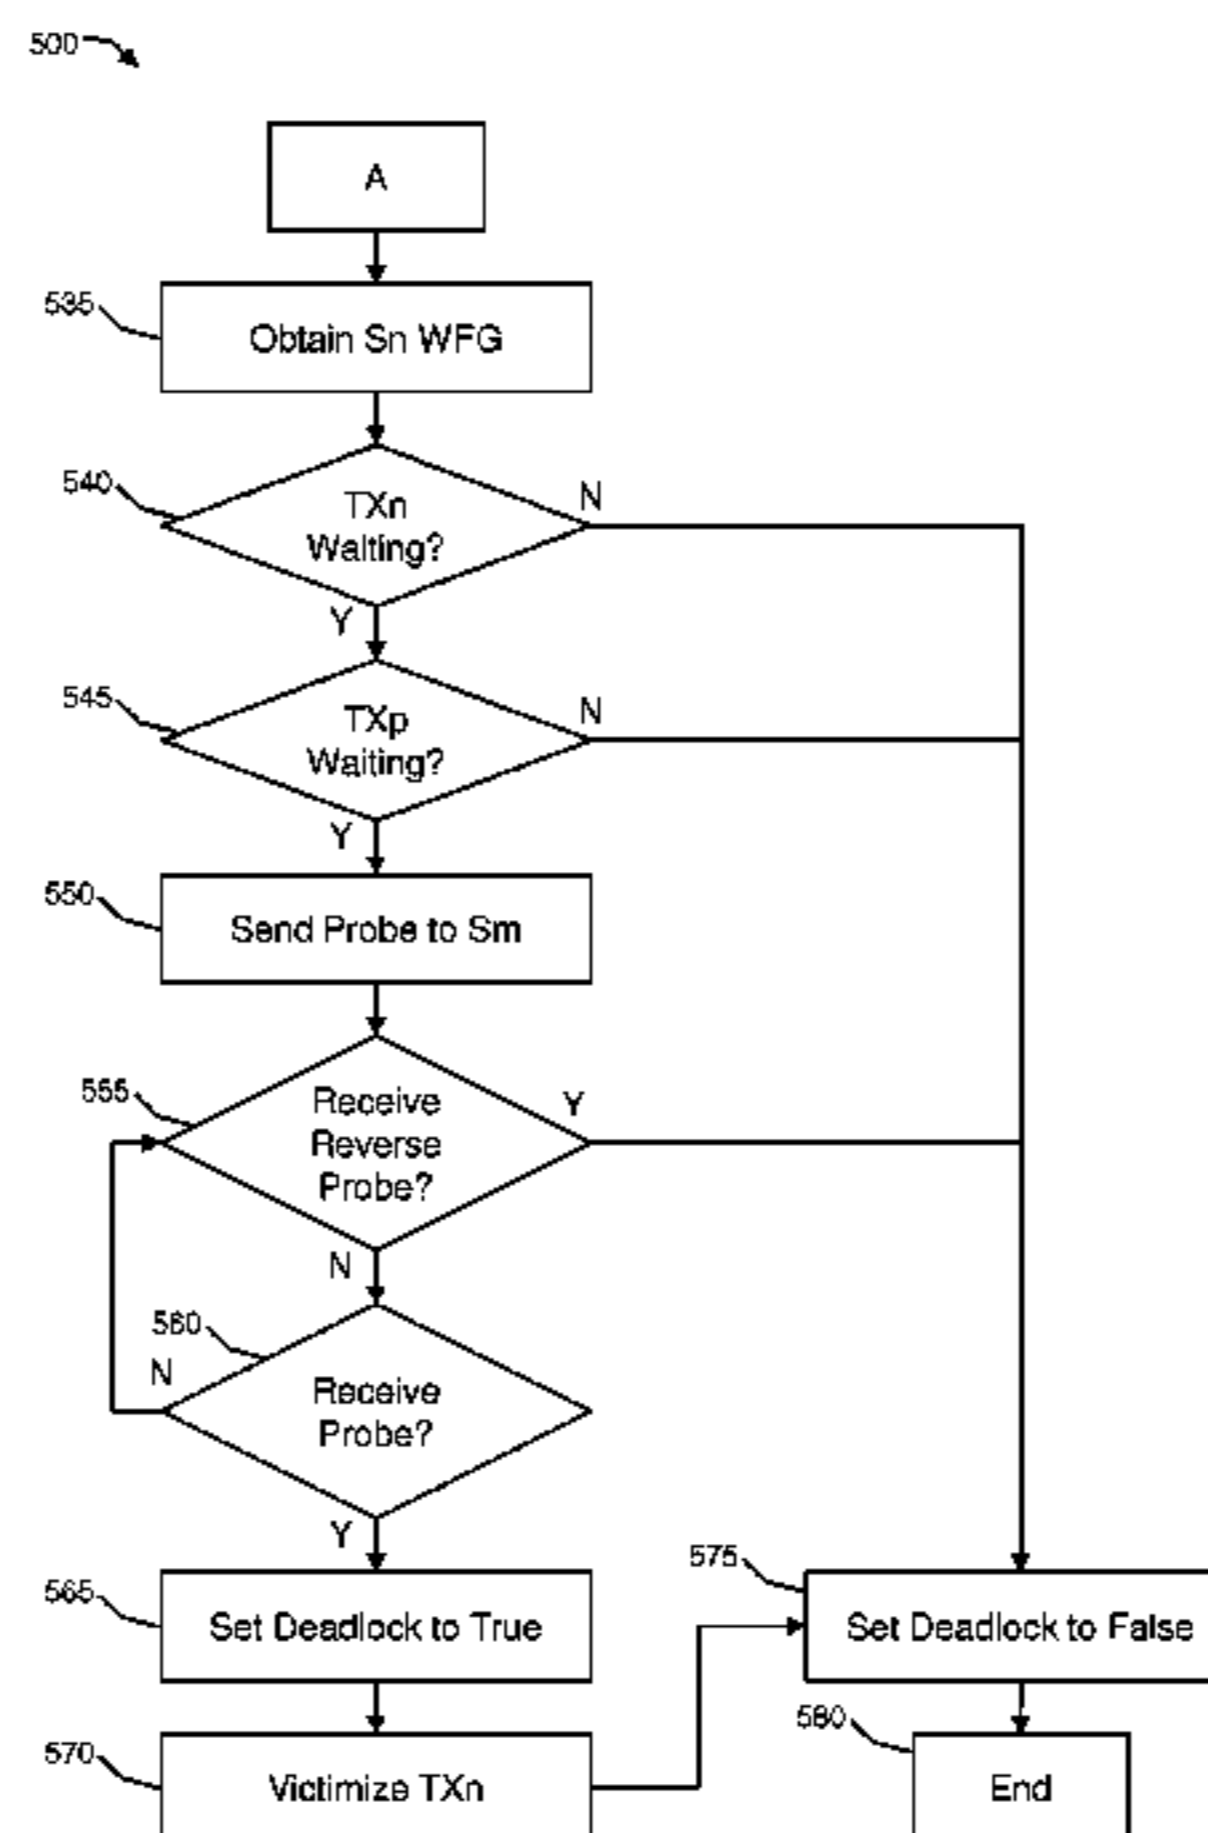 500
A
535
Obtain Sn WFG
540
TXn
Waiting?
N
Y
545
TXp
Waiting?
N
Y
550
Send Probe to Sm
555
Receive
Reverse
Probe?
Y
N
560
N
Receive
Probe?
Y
565
Set Deadlock to True
575
Set Deadlock to False
570
Victimize TXn
580
End